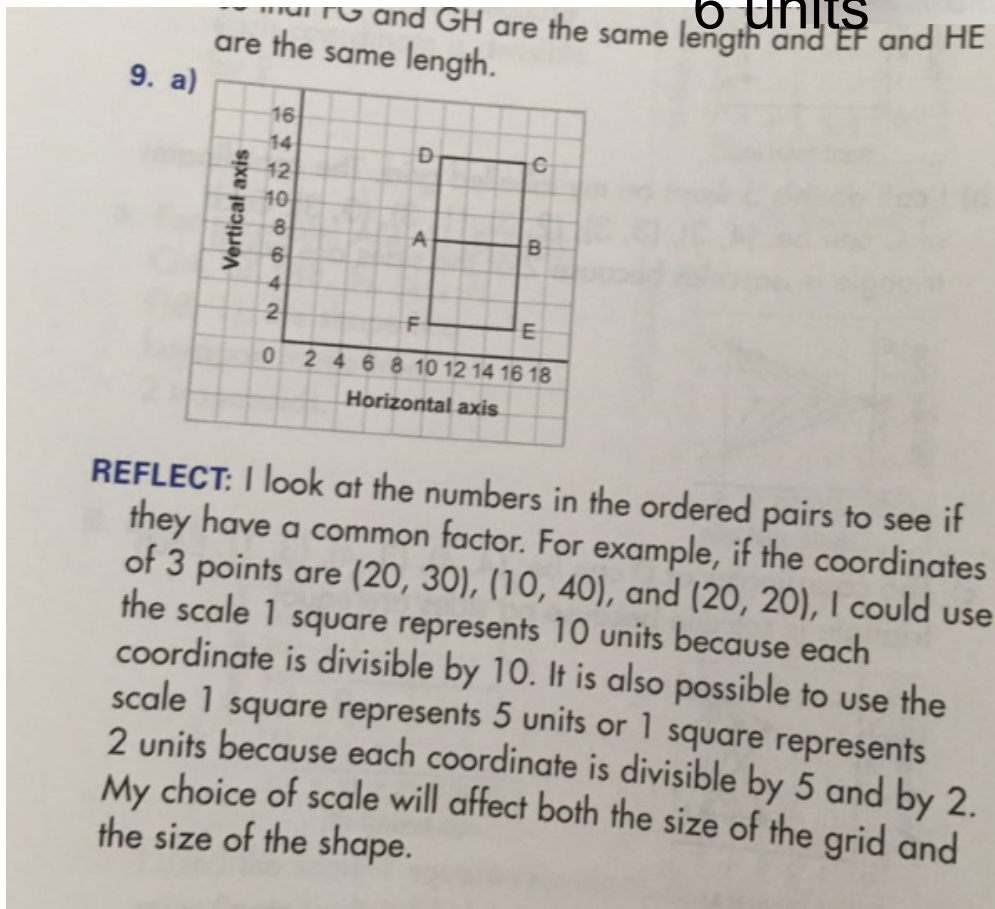 6 units
FG and GH are the same length and EF and HE
are the same length.
9. a)
16
14
12
10
8
6
4
2
0 2 4 6 8 10 12 14 16 18
Vertical axis
Horizontal axis
D C
A B
F E
REFLECT: I look at the numbers in the ordered pairs to see if
they have a common factor. For example, if the coordinates
of 3 points are (20, 30), (10, 40), and (20, 20), I could use
the scale 1 square represents 10 units because each
coordinate is divisible by 10. It is also possible to use the
scale 1 square represents 5 units or 1 square represents
2 units because each coordinate is divisible by 5 and by 2.
My choice of scale will affect both the size of the grid and
the size of the shape.